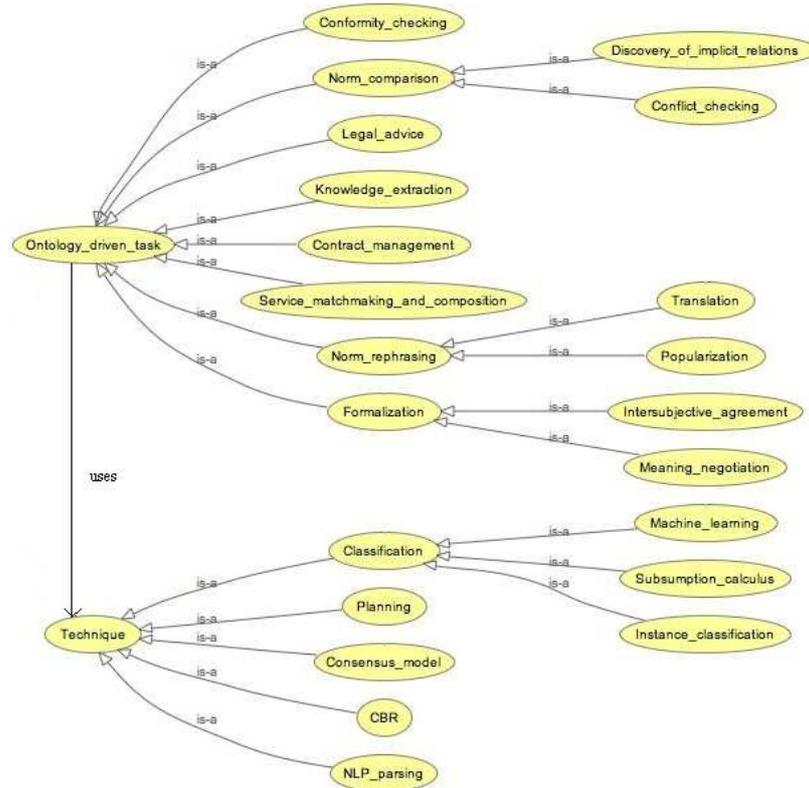 Conformity_checking
is-a
Discovery_of_implicit_relations
is-a
Norm_comparison
is-a
Conflict_checking
is-a
Legal_advice
is-a
Knowledge_extraction
is-a
Ontology_driven_task
is-a
Contract_management
is-a
Service_matchmaking_and_composition
Translation
is-a
is-a
Norm_rephrasing
is-a
Popularization
is-a
Formalization
is-a
Intersubjective_agreement
is-a
Meaning_negotiation
uses
Machine_learning
is-a
Classification
is-a
Subsumption_calculus
is-a
is-a
Planning
is-a
Technique
Instance_classification
is-a
Consensus_model
is-a
CBR
is-a
NLP_parsing